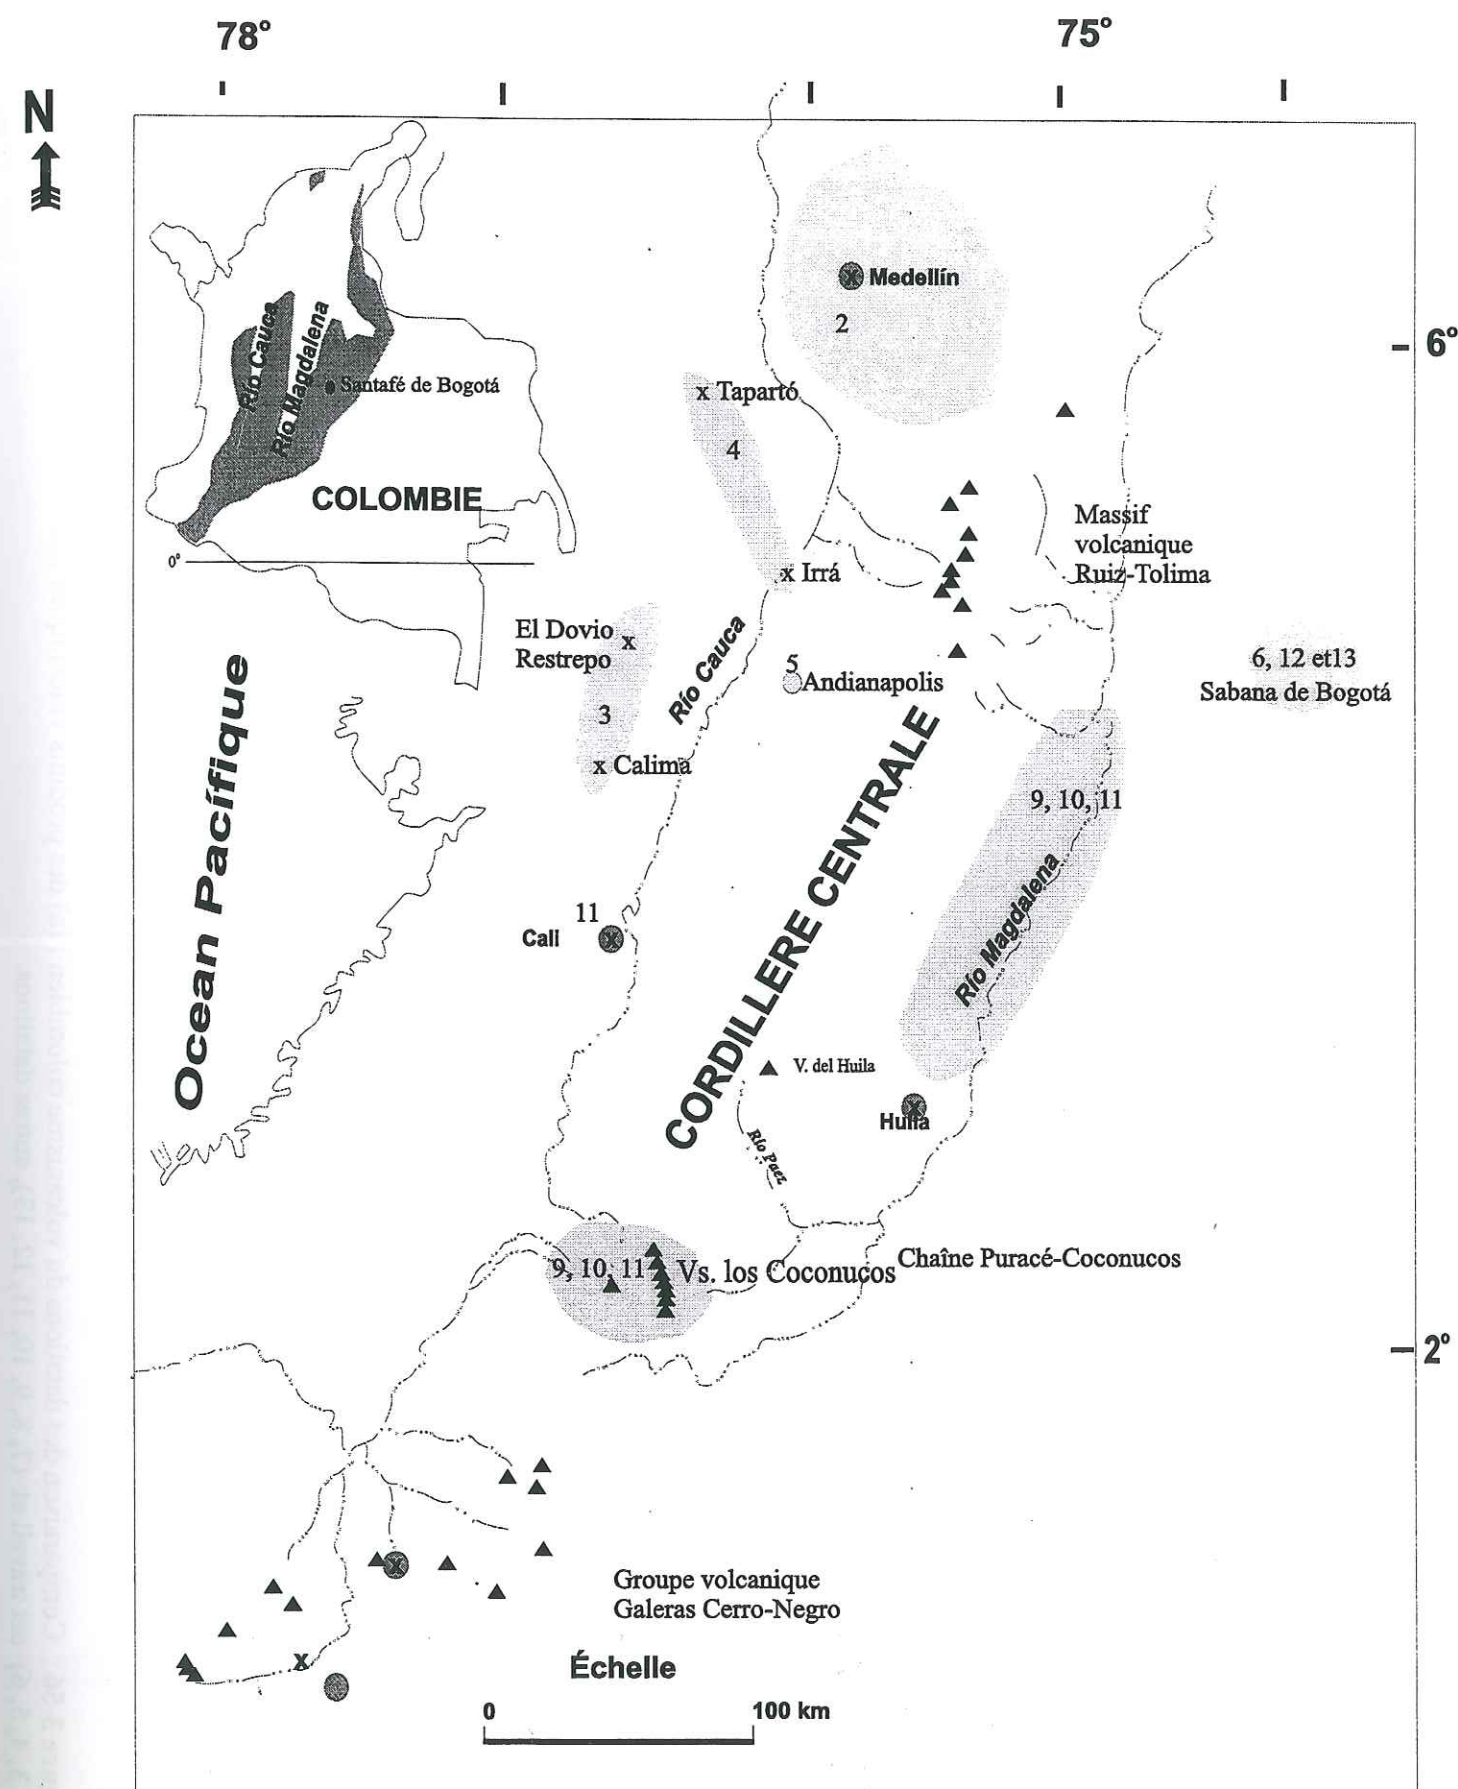 78°
75°
N
Medellín
2
6°
Río Cauca
Río Magdalena
Santafé de Bogotá
x Tapartó
4
COLOMBIE
0°
Massif
volcanique
Ruiz-Tolima
x Irrá
El Dovio
x
Restrepo
Río Cauca
3
5
Andianapolis
6, 12 et13
Sabana de Bogotá
x Calima
Ocean Pacífique
CORDILLERE CENTRALE
9, 10, 11
Río Magdalena
11
Cali
V. del Huila
Huila
Río Paez
9, 10, 11
Vs. los Coconucos
Chaîne Puracé-Coconucos
2°
Groupe volcanique
Galeras Cerro-Negro
x
Échelle
0
100 km